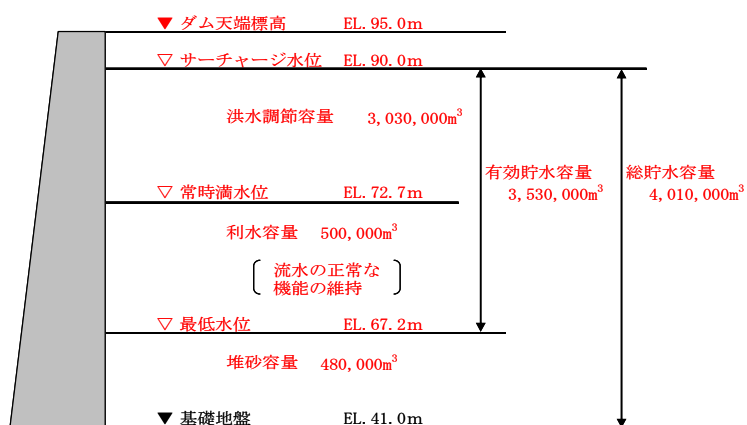 ▼ ダム天端標高 EL.95.0m
▽ サーチャージ水位 EL.90.0m
洪水調節容量 3,030,000m³
有効貯水容量 総貯水容量
3,530,000m³ 4,010,000m³
▽ 常時満水位 EL.72.7m
利水容量 500,000m³
流水の正常な
機能の維持
▽ 最低水位 EL.67.2m
堆砂容量 480,000m³
▼ 基礎地盤 EL.41.0m